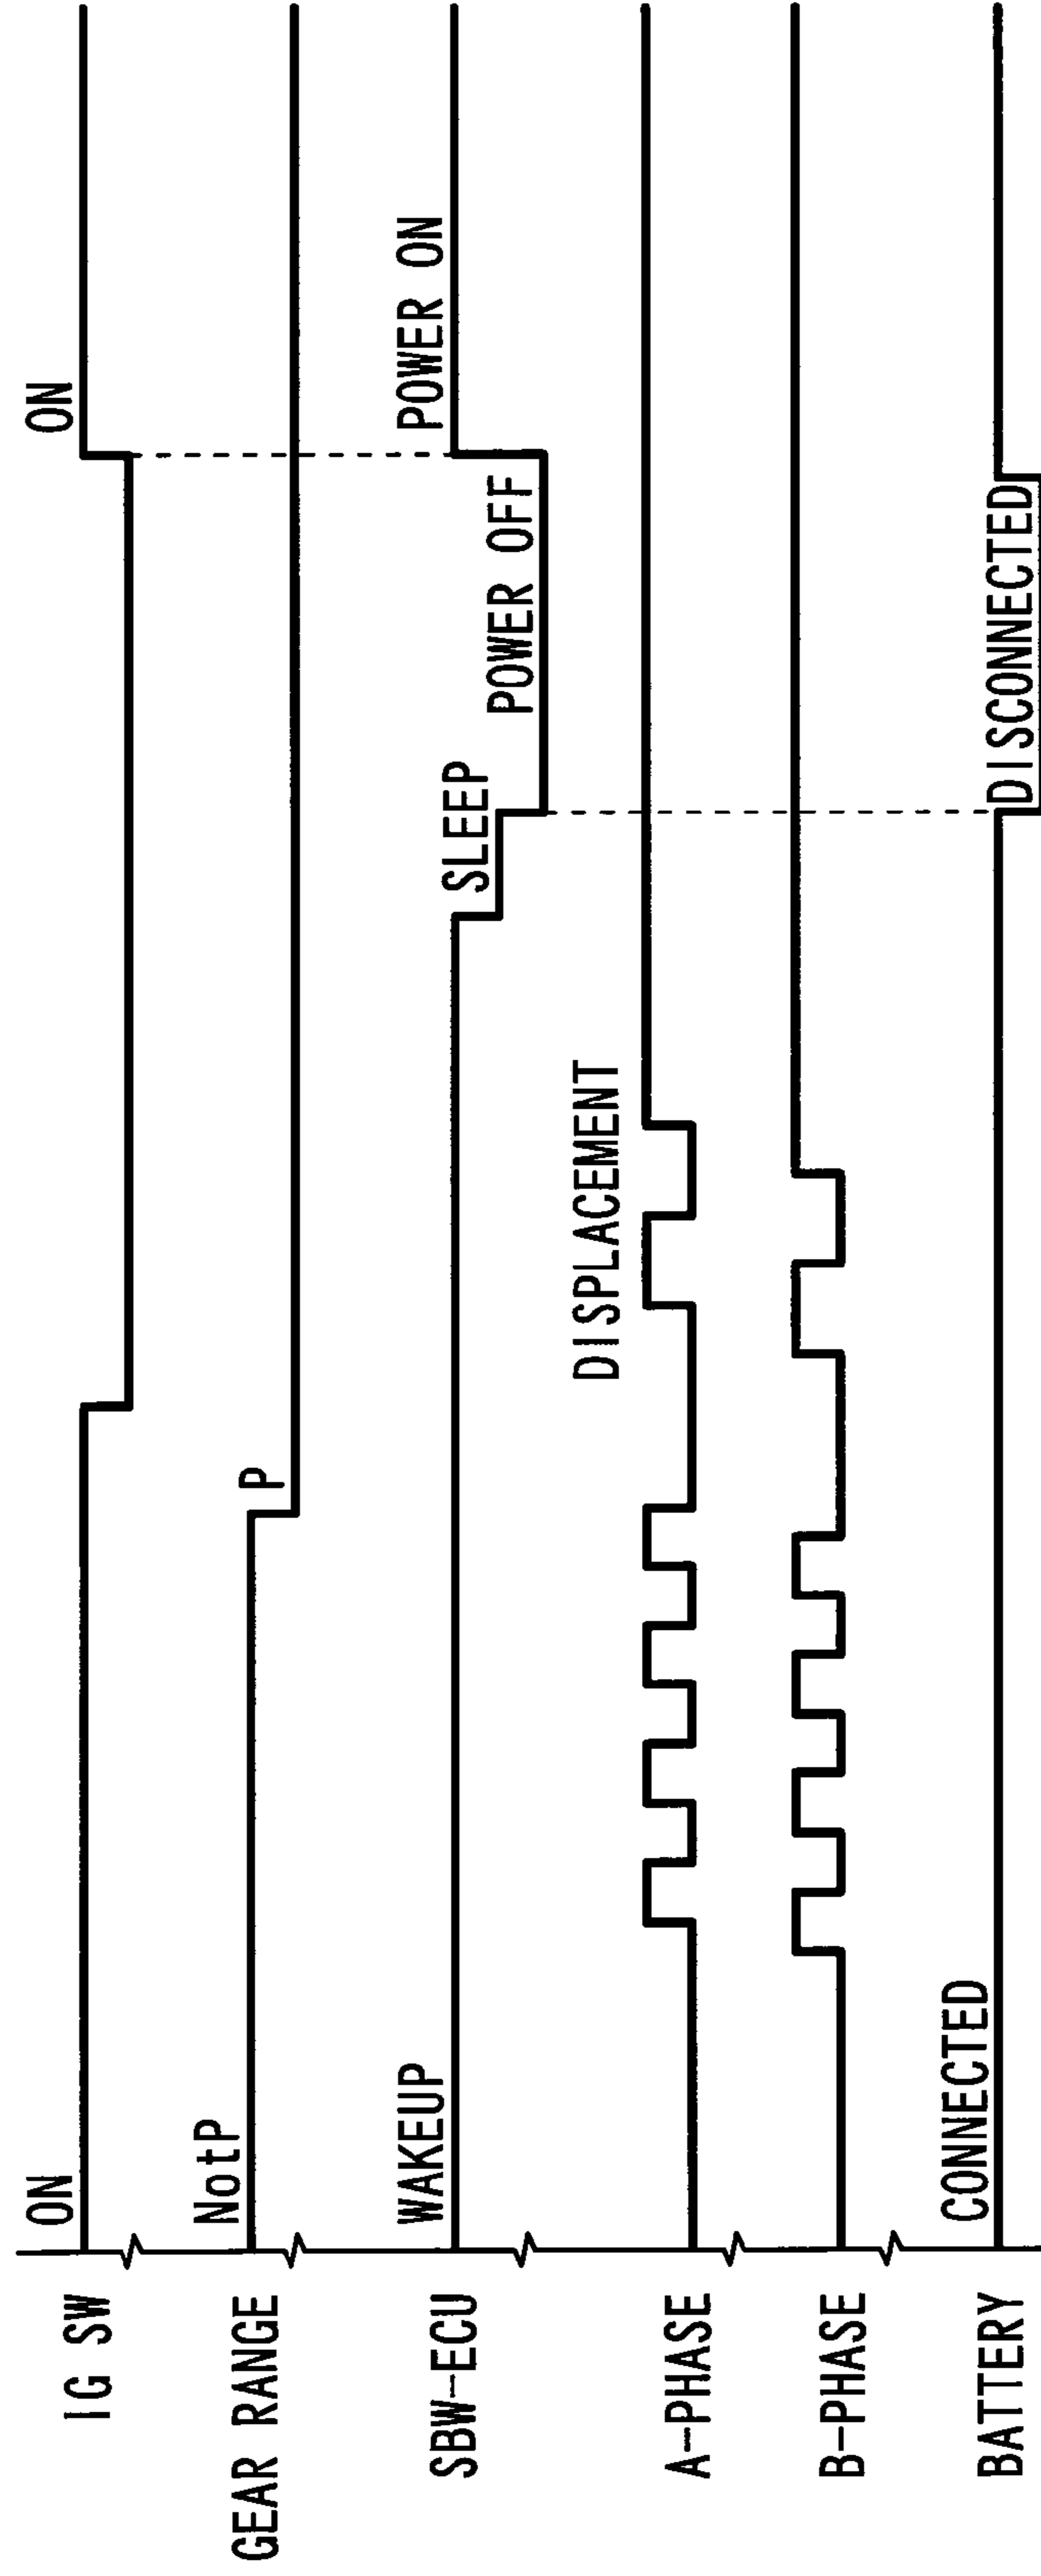 IG SW
ON
ON
GEAR RANGE
NotP
P
SBW-ECU
WAKEUP
SLEEP
POWER OFF
POWER ON
A-PHASE
DISPLACEMENT
B-PHASE
BATTERY
CONNECTED
DISCONNECTED